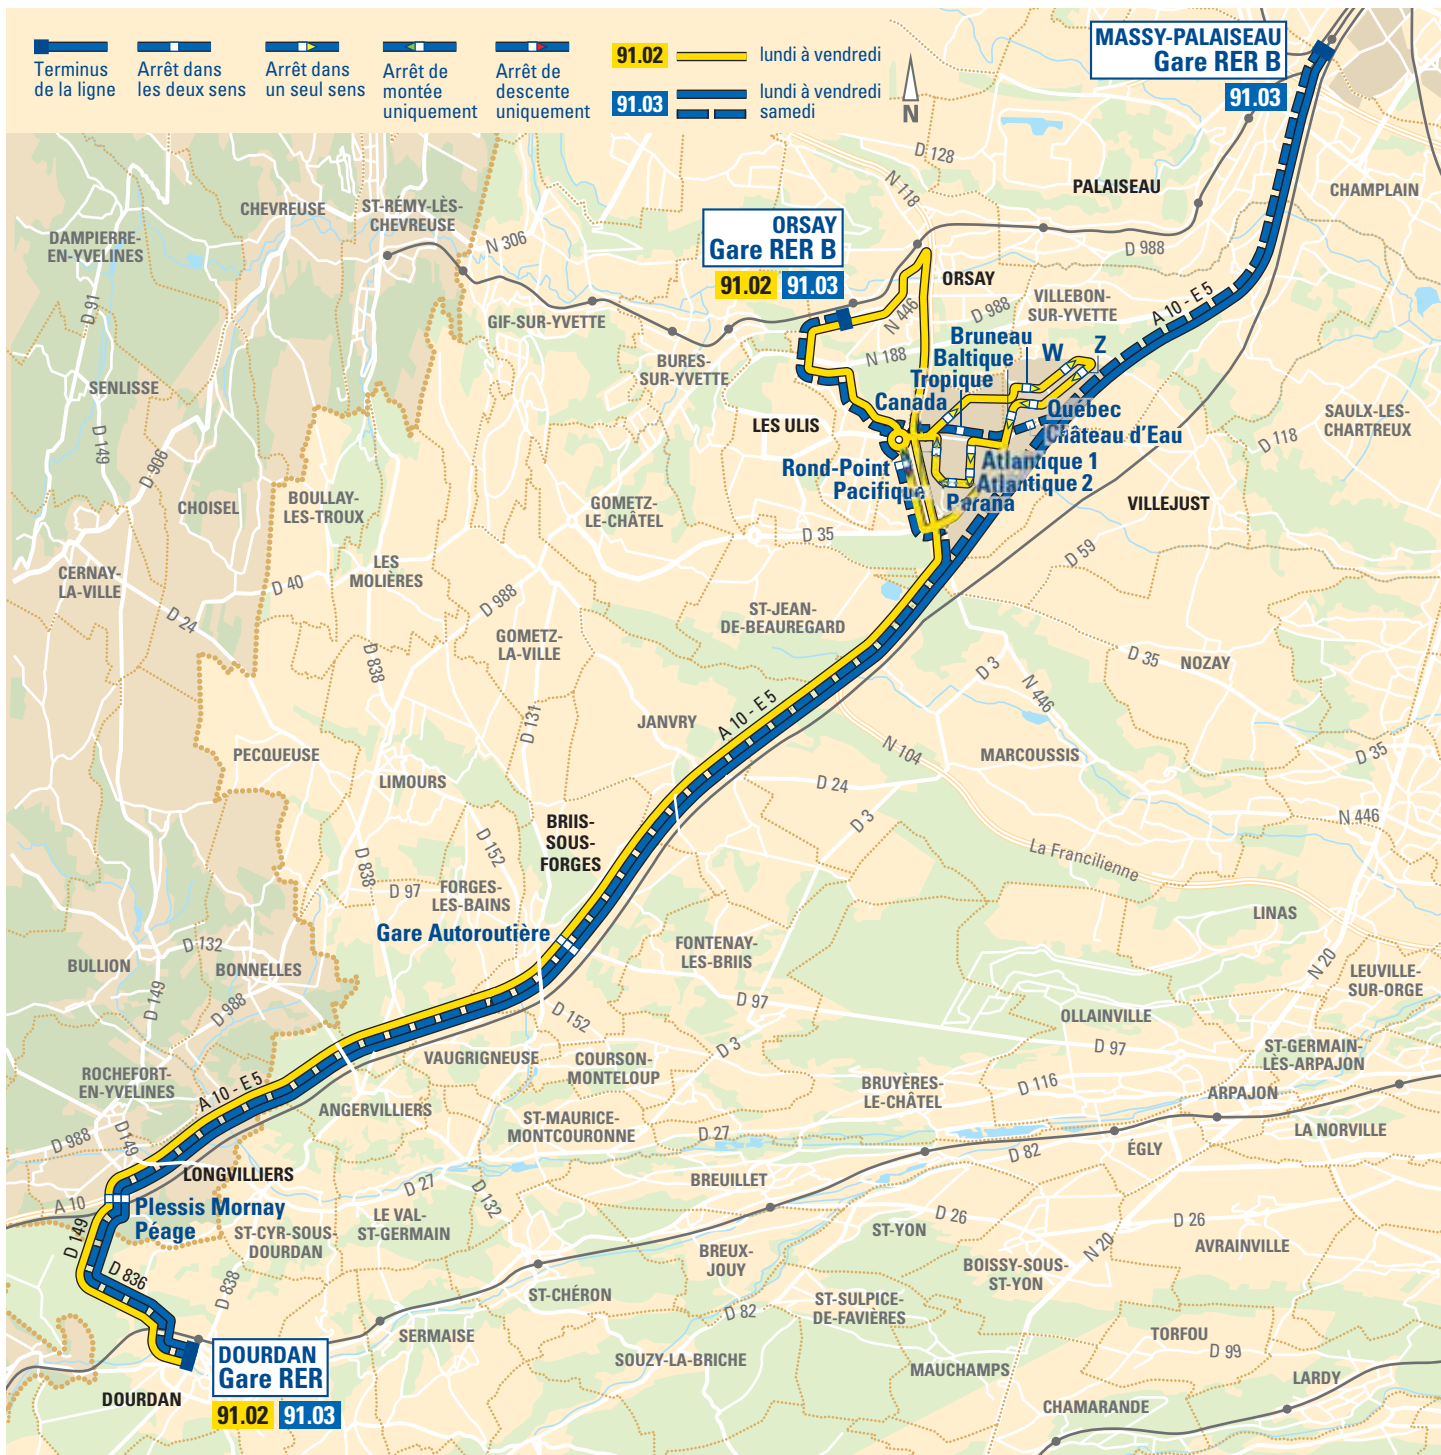 Terminus
de la ligne
Arrêt dans
les deux sens
Arrêt dans
un seul sens
Arrêt de
montée
uniquement
Arrêt de
descente
uniquement
91.02
lundi à vendredi
91.03
lundi à vendredi
samedi
N
MASSY-PALAISEAU
Gare RER B
91.03
D 128
N 118
PALAISEAU
CHAMPLAIN
CHEVREUSE
ST-RÉMY-LÈS-
CHEVREUSE
DAMPIERRE-
EN-YVELINES
N 306
ORSAY
Gare RER B
91.02
91.03
D 988
ORSAY
D 91
GIF-SUR-YVETTE
N 446
D 988
VILLEBON-
SUR-YVETTE
A 10 - E 5
BURES-
SUR-YVETTE
N 188
Bruneau
Baltique
Tropique
Canada
W
Z
SENLISSE
LES ULIS
Québec
Château d'Eau
SAULX-LES-
CHARTREUX
D 118
D 149
D 906
Rond-Point
Pacifique
Atlantique 1
Atlantique 2
Parana
CHOISEL
BOULLAY-
LES-TROUX
GOMETZ-
LE-CHÂTEL
VILLEJUST
D 35
D 59
CERNAY-
LA-VILLE
LES
MOLIÈRES
D 40
D 988
D 24
ST-JEAN-
DE-BEAUREGARD
GOMETZ-
LA-VILLE
D 838
D 3
D 35
NOZAY
N 446
D 131
JANVRY
A 10 - E 5
PECQUEUSE
N 104
MARCOUSSIS
D 35
LIMOURS
D 24
BRIIS-
SOUS-
FORGES
D 3
N 446
D 152
D 838
La Francilienne
D 97
FORGES-
LES-BAINS
LINAS
Gare Autoroutière
D 132
FONTENAY-
LES-BRIIS
BULLION
BONNELLES
N 20
LEUVILLE-
SUR-ORGE
D 149
D 988
D 97
D 152
OLLAINVILLE
VAUGRIGNEUSE
COURSON-
MONTELOUP
D 3
D 97
ST-GERMAIN-
LÈS-ARPAJON
ROCHEFORT-
EN-YVELINES
A 10 - E 5
BRUYÈRES-
LE-CHÂTEL
D 116
ARPAJON
ANGERVILLIERS
ST-MAURICE-
MONTCOURONNE
D 988
D 149
D 27
LA NORVILLE
D 82
ÉGLY
LONGVILLIERS
D 27
D 132
BREUILLET
A 10
Plessis Mornay
Péage
D 149
ST-CYR-SOUS-
DOURDAN
LE VAL-
ST-GERMAIN
ST-YON
D 26
D 26
AVRAINVILLE
N 20
D 836
D 838
BREUX-
JOUY
BOISSY-SOUS-
ST-YON
ST-CHÉRON
D 82
ST-SULPICE-
DE-FAVIÈRES
SERMAISE
TORFOU
D 99
DOURDAN
Gare RER
SOUZY-LA-BRICHE
MAUCHAMPS
LARDY
DOURDAN
91.02
91.03
CHAMARANDE